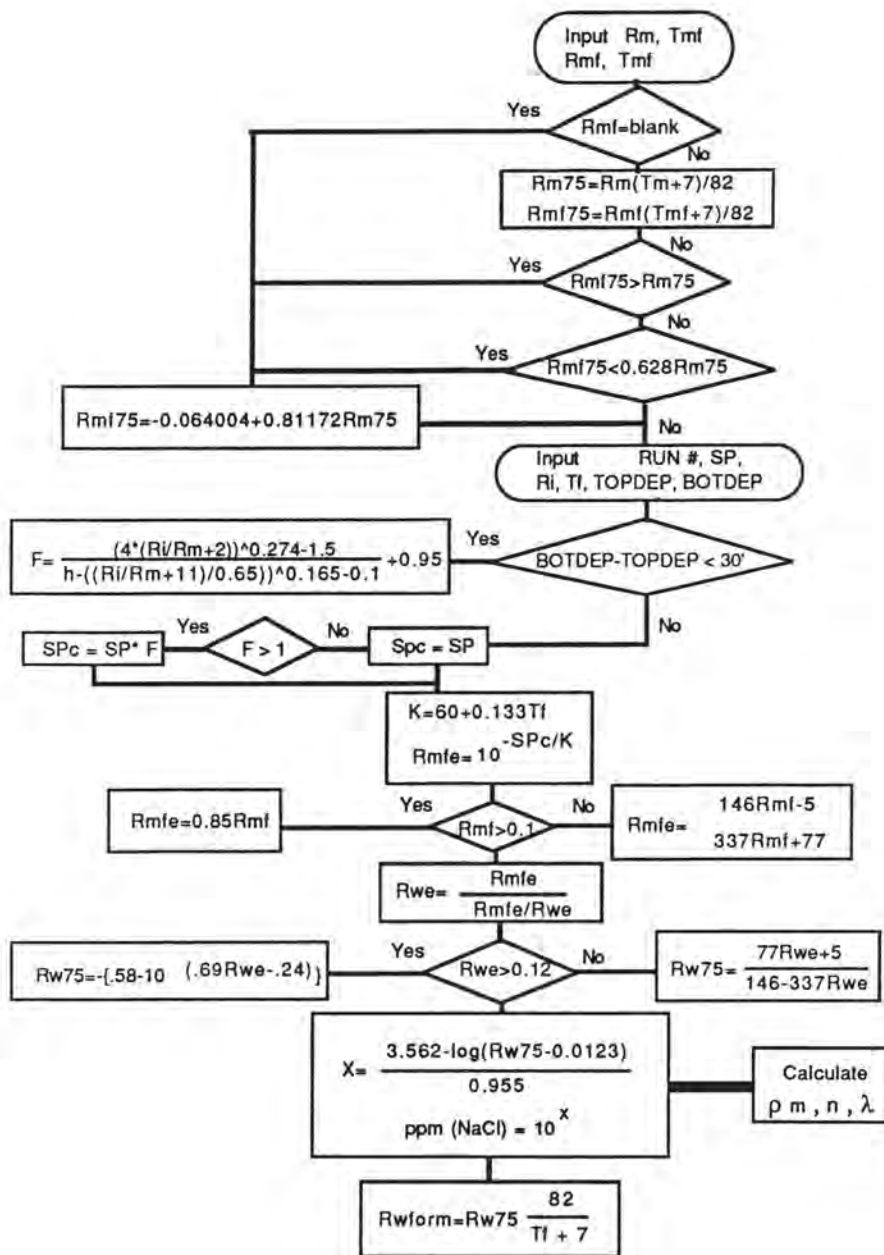 Input Rm, Tmf
Rmf, Tmf
Yes
Rmf=blank
No
Rm75=Rm(Tm+7)/82
Rmf75=Rmf(Tmf+7)/82
No
Yes
Rmf75>Rm75
No
Yes
Rmf75<0.628Rm75
Rmf75=-0.064004+0.81172Rm75
No
Input RUN #, SP,
Ri, Tf, TOPDEP, BOTDEP
F= (4*(Ri/Rm+2))^0.274-1.5
h-((Ri/Rm+11)/0.65))^0.165-0.1 +0.95
Yes
BOTDEP-TOPDEP < 30'
No
SPc = SP* F
Yes
F > 1
No
Spc = SP
K=60+0.133Tf
Rmfe=10^-SPc/K
Rmfe=0.85Rmf
Yes
Rmf>0.1
No
Rmfe= 146Rmf-5
337Rmf+77
Rwe= Rmfe
Rmfe/Rwe
Rw75=-{.58-10 (.69Rwe-.24)}
Yes
Rwe>0.12
No
Rw75= 77Rwe+5
146-337Rwe
X= 3.562-log(Rw75-0.0123)
0.955
ppm (NaCl) = 10^x
Calculate
ρ m , n , λ
Rwform=Rw75 82
Tf + 7